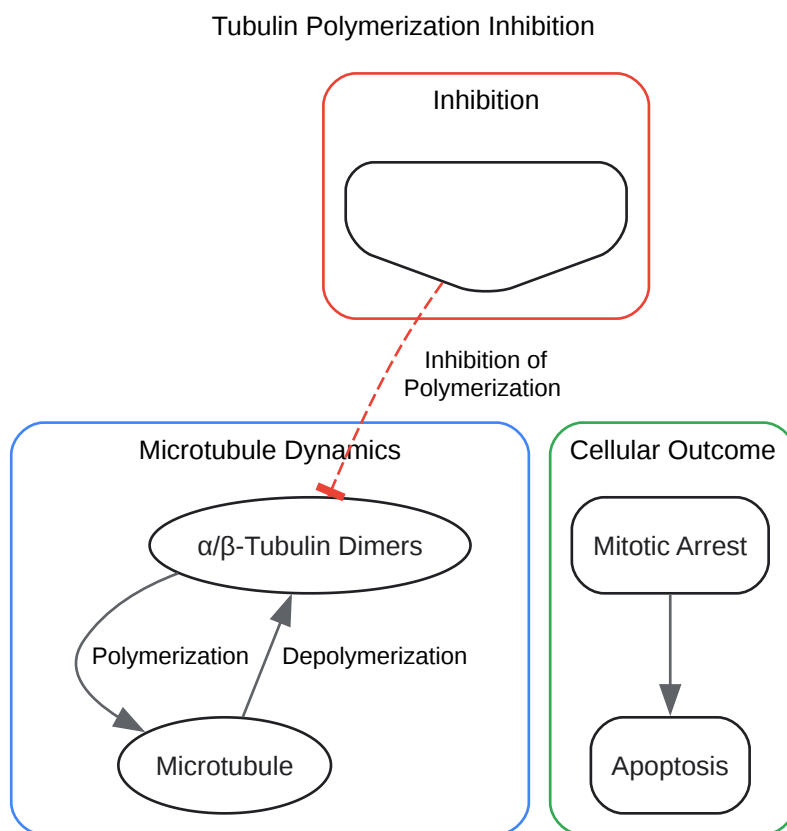 Tubulin Polymerization Inhibition
Inhibition
Inhibition of
Polymerization
Microtubule Dynamics
α/β-Tubulin Dimers
Polymerization
Depolymerization
Microtubule
Cellular Outcome
Mitotic Arrest
Apoptosis